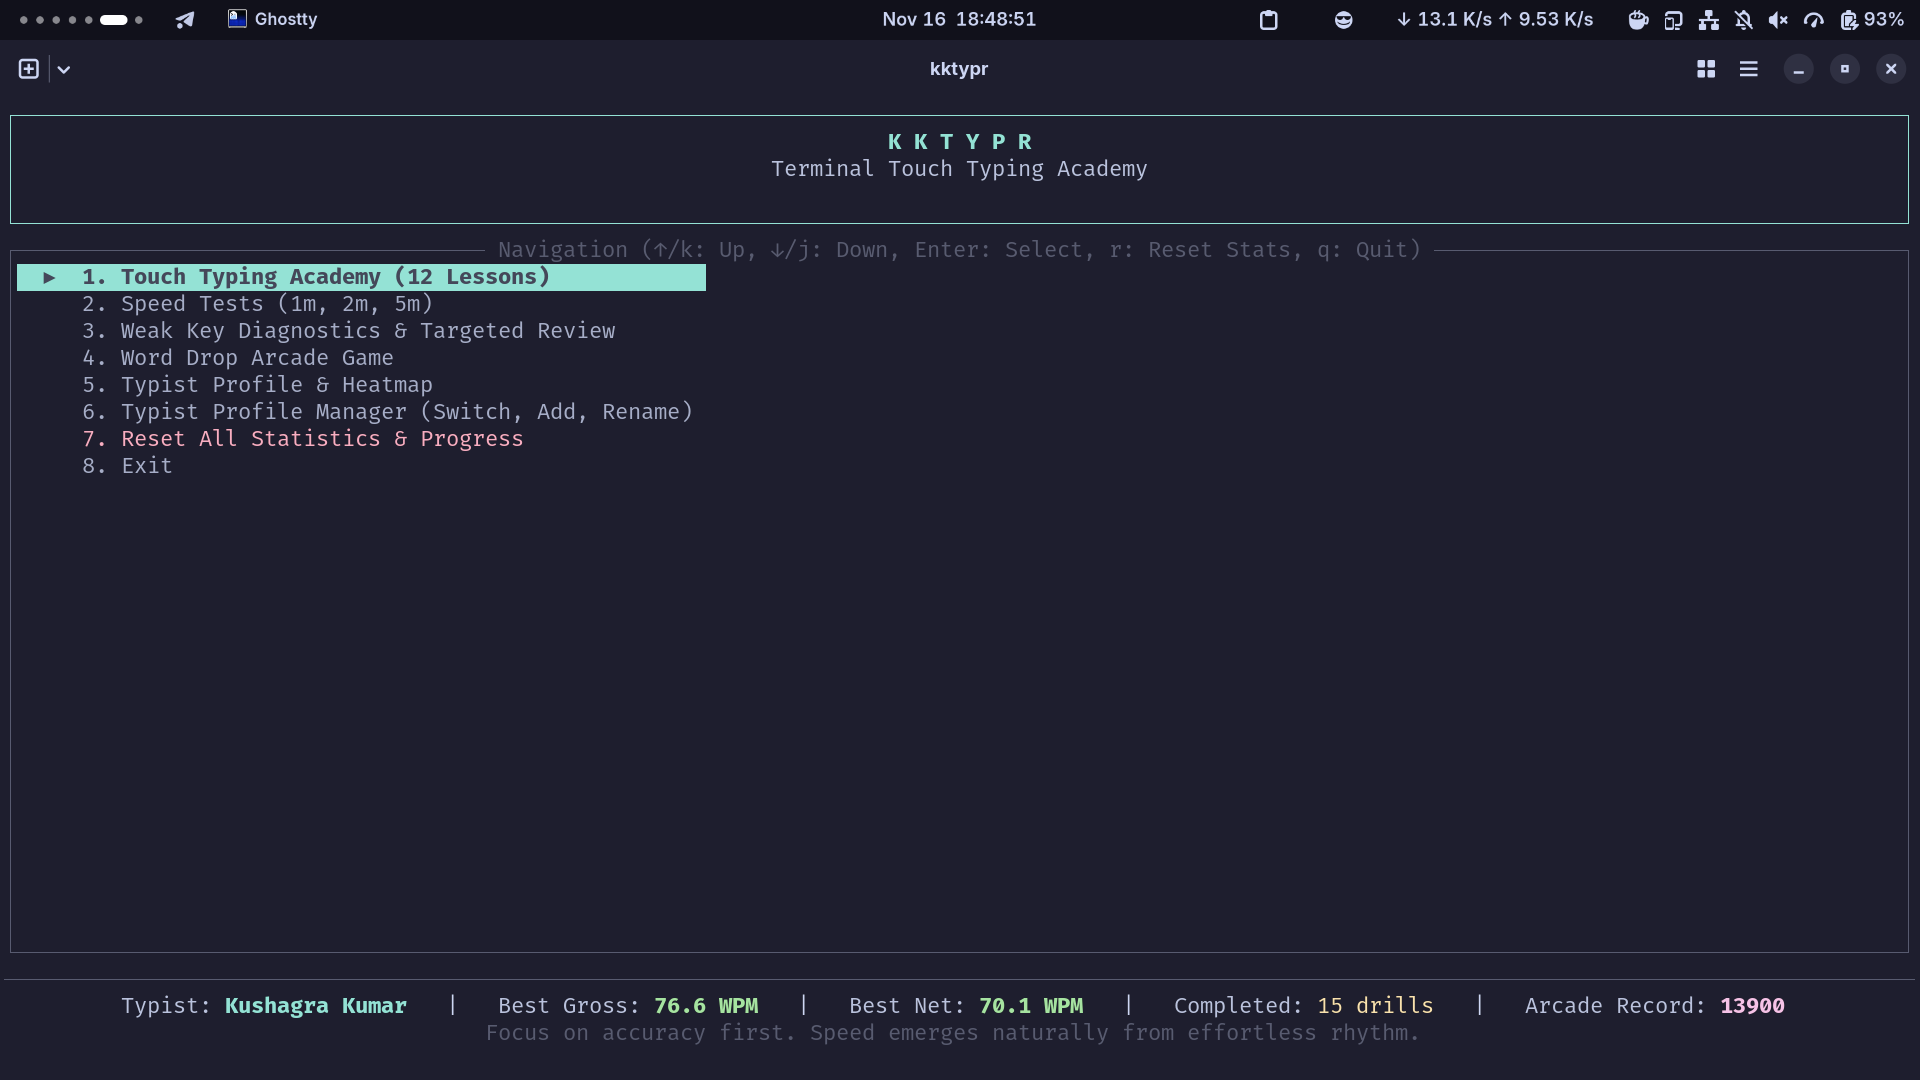 Ghostty
Nov 16 18:48:51
↓ 13.1 K/s ↑ 9.53 K/s
93%
kktypr
K K T Y P R
Terminal Touch Typing Academy
Navigation (↑/k: Up, ↓/j: Down, Enter: Select, r: Reset Stats, q: Quit)
▶ 1. Touch Typing Academy (12 Lessons)
2. Speed Tests (1m, 2m, 5m)
3. Weak Key Diagnostics & Targeted Review
4. Word Drop Arcade Game
5. Typist Profile & Heatmap
6. Typist Profile Manager (Switch, Add, Rename)
7. Reset All Statistics & Progress
8. Exit
Typist: Kushagra Kumar | Best Gross: 76.6 WPM | Best Net: 70.1 WPM | Completed: 15 drills | Arcade Record: 13900
Focus on accuracy first. Speed emerges naturally from effortless rhythm.